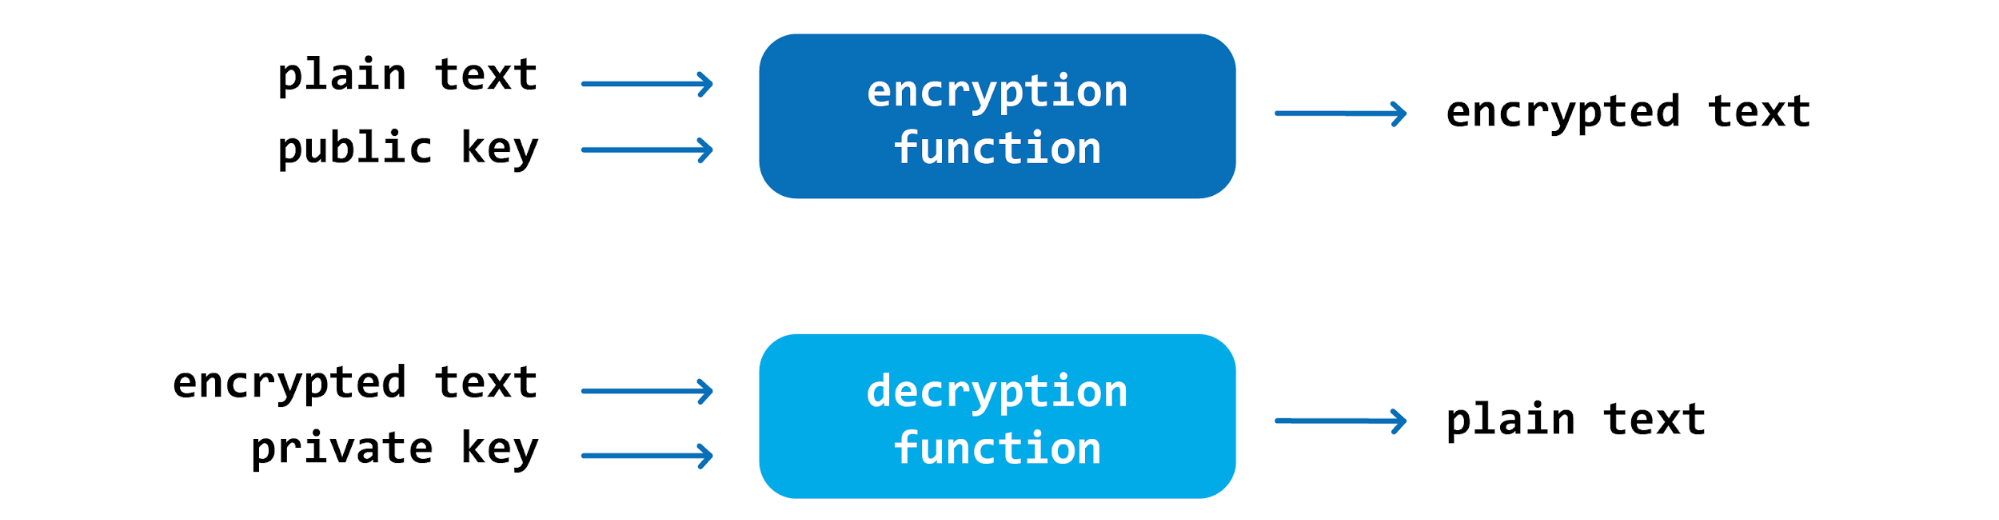 plain text
public key
encryption
function
encrypted text
encrypted text
private key
decryption
function
plain text